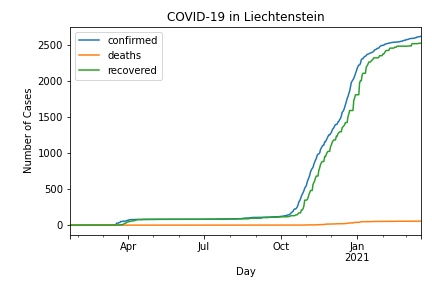 COVID-19 in Liechtenstein
confirmed
deaths
recovered
Number of Cases
2500
2000
1500
1000
500
0
Apr
Jul
Oct
Jan
2021
Day